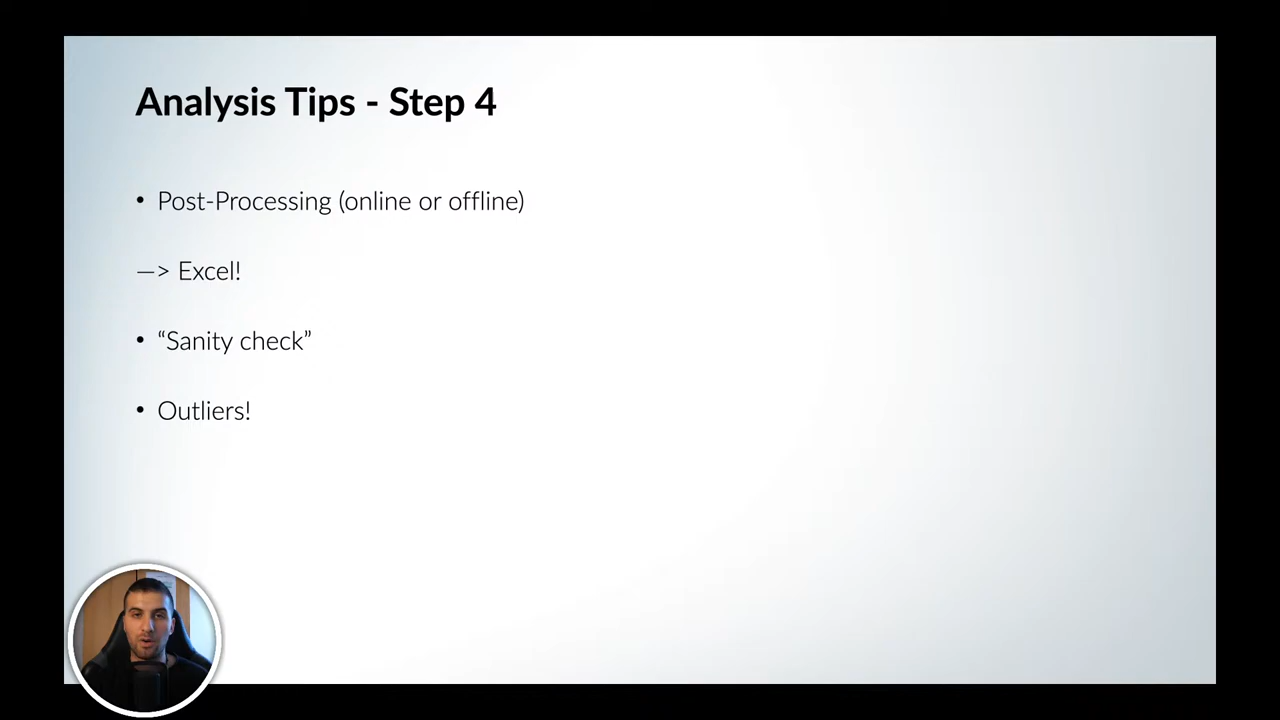 Analysis Tips - Step 4
• Post-Processing (online or offline)
—> Excel!
• “Sanity check”
• Outliers!